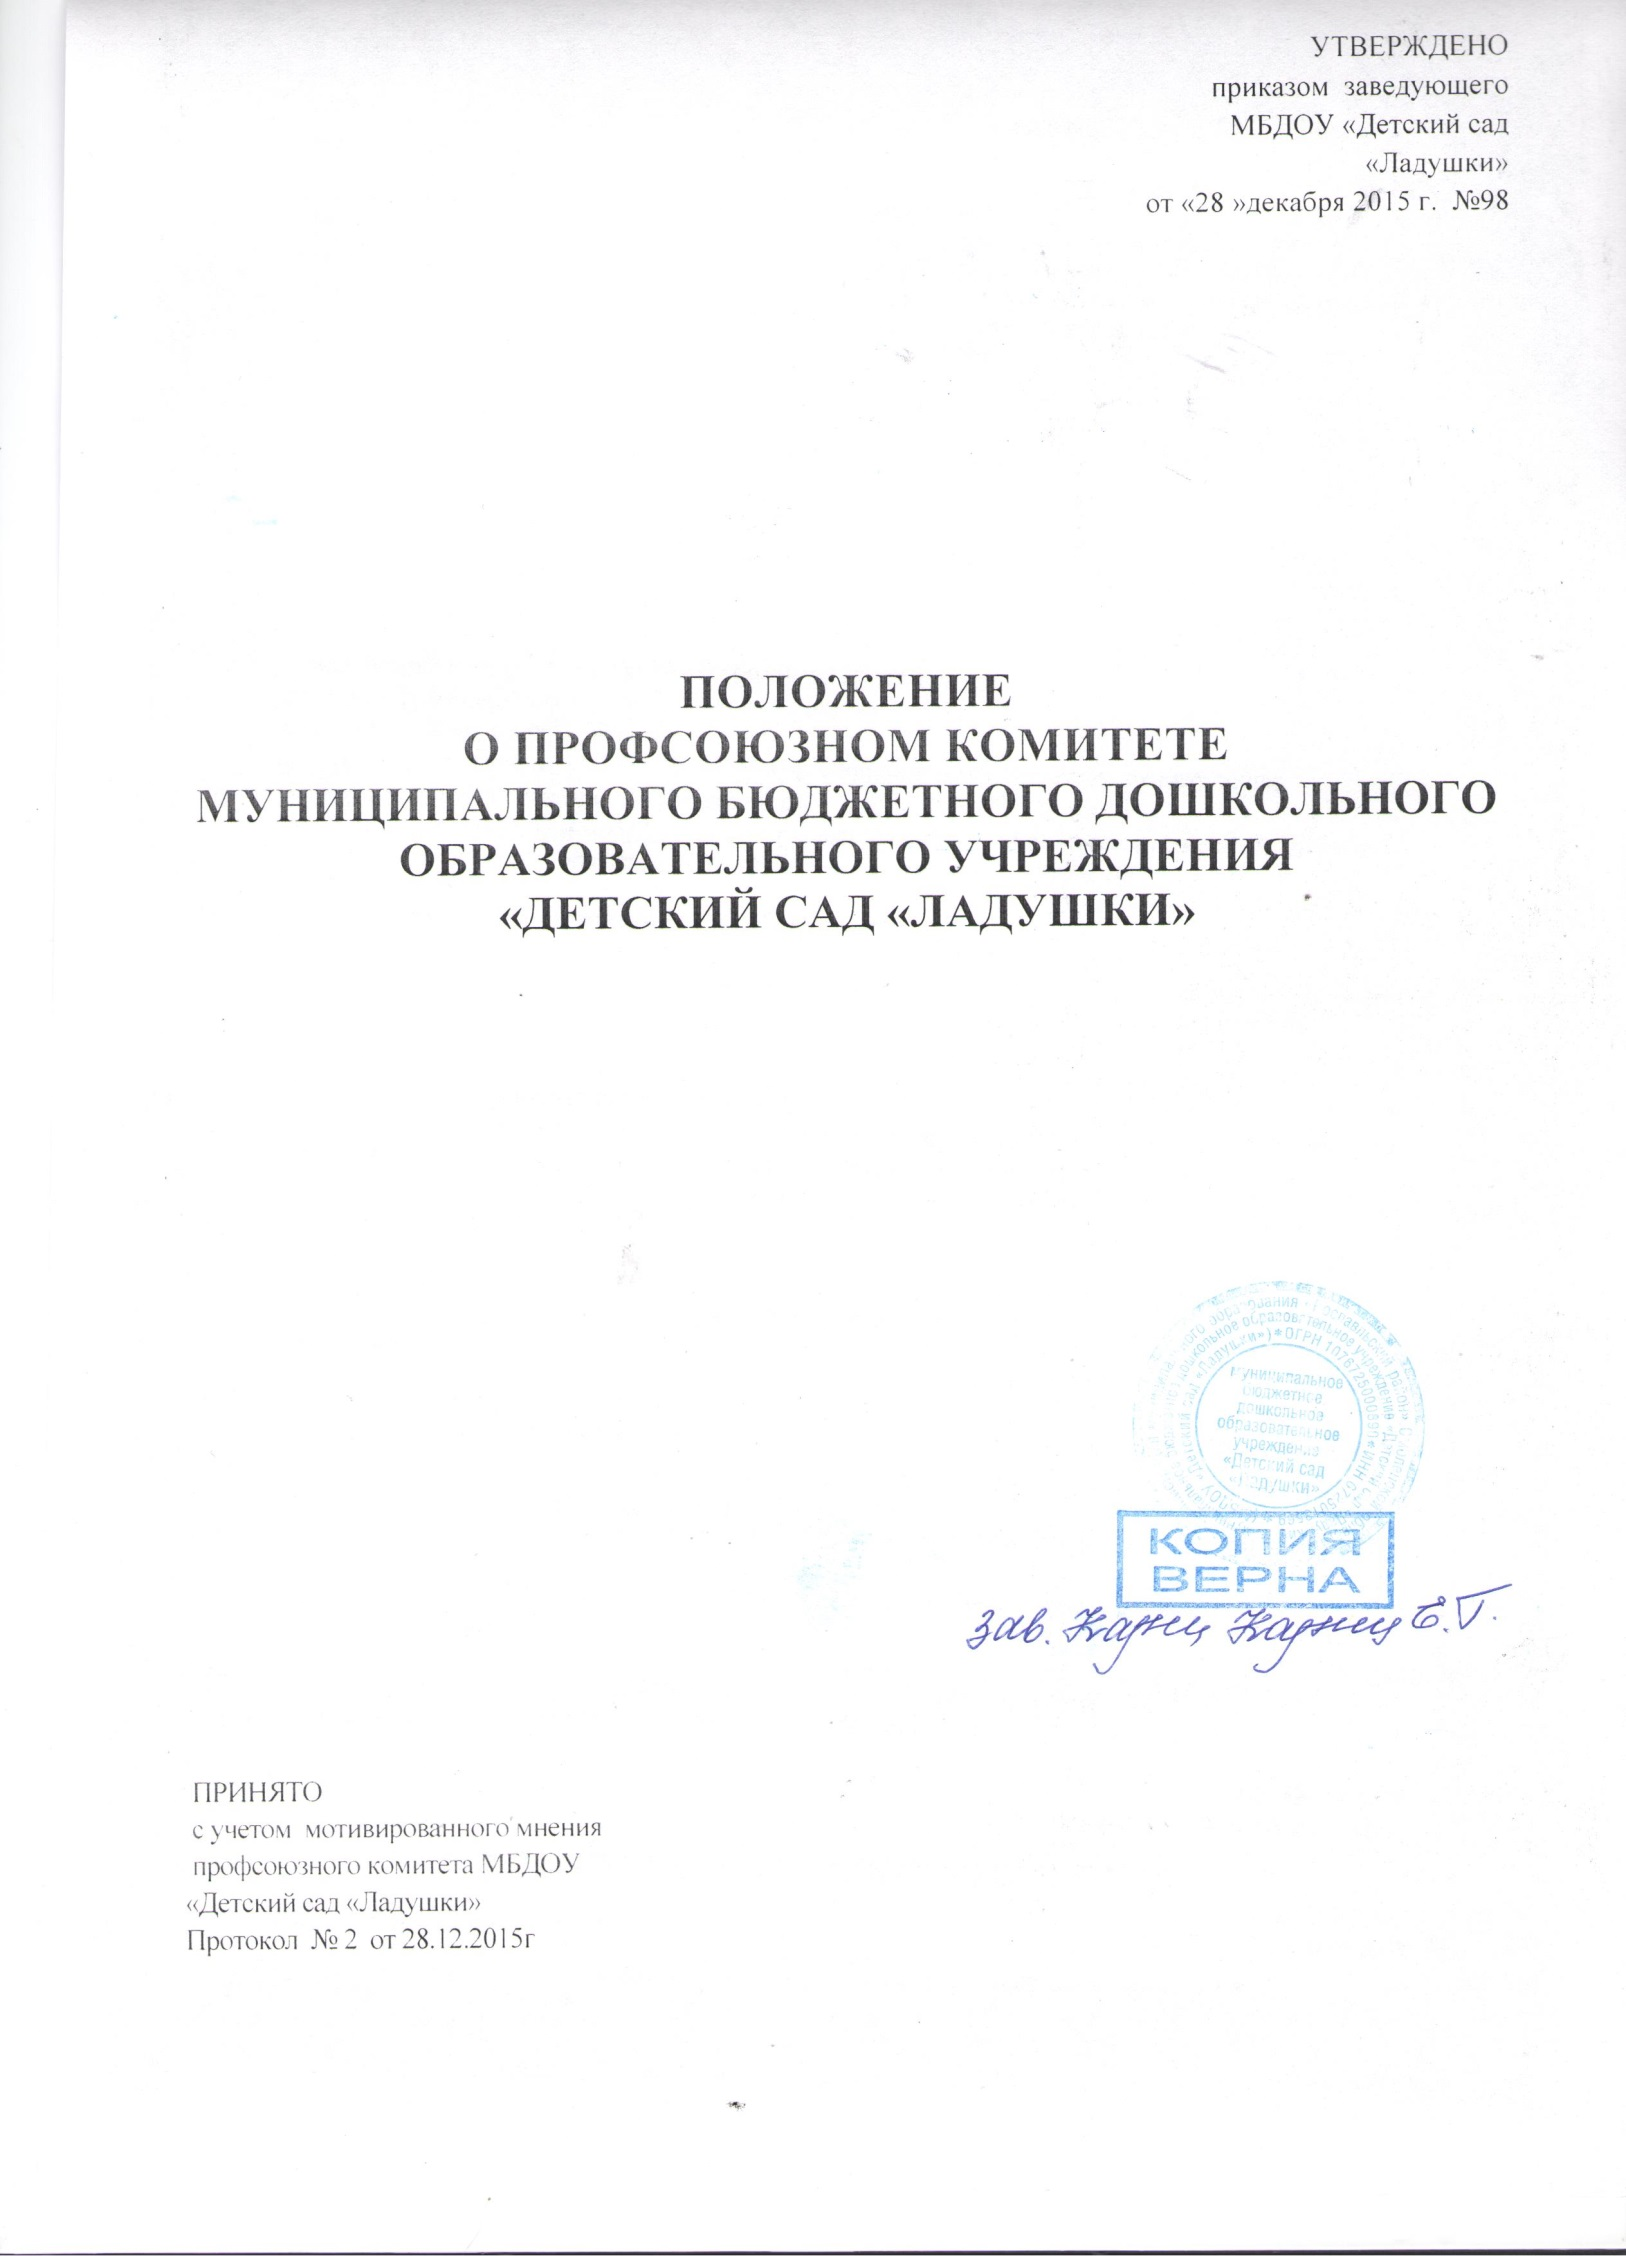 УТВЕРЖДЕНО
приказом заведующего
МБДОУ «Детский сад
«Ладушки»
от «28 »декабря 2015 г. №98
ПОЛОЖЕНИЕ
О ПРОФСОЮЗНОМ КОМИТЕТЕ
МУНИЦИПАЛЬНОГО БЮДЖЕТНОГО ДОШКОЛЬНОГО
ОБРАЗОВАТЕЛЬНОГО УЧРЕЖДЕНИЯ
«ДЕТСКИЙ САД «ЛАДУШКИ»
муниципальное
бюджетное
дошкольное
образовательное
учреждение
«Детский сад
«Ладушки»
КОПИЯ
ВЕРНА
зав. Е.Г.
ПРИНЯТО
с учетом мотивированного мнения
профсоюзного комитета МБДОУ
«Детский сад «Ладушки»
Протокол № 2 от 28.12.2015г